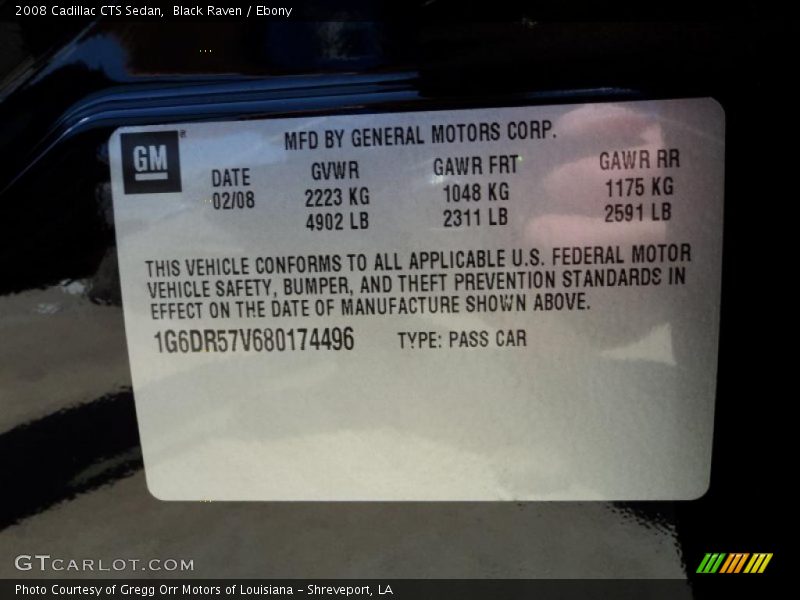 2008 Cadillac CTS Sedan, Black Raven / Ebony
GM®
MFD BY GENERAL MOTORS CORP.
DATE GVWR GAWR FRT GAWR RR
02/08 2223 KG 1048 KG 1175 KG
4902 LB 2311 LB 2591 LB
THIS VEHICLE CONFORMS TO ALL APPLICABLE U.S. FEDERAL MOTOR
VEHICLE SAFETY, BUMPER, AND THEFT PREVENTION STANDARDS IN
EFFECT ON THE DATE OF MANUFACTURE SHOWN ABOVE.
1G6DR57V680174496 TYPE: PASS CAR
GTCARLOT.COM
Photo Courtesy of Gregg Orr Motors of Louisiana - Shreveport, LA